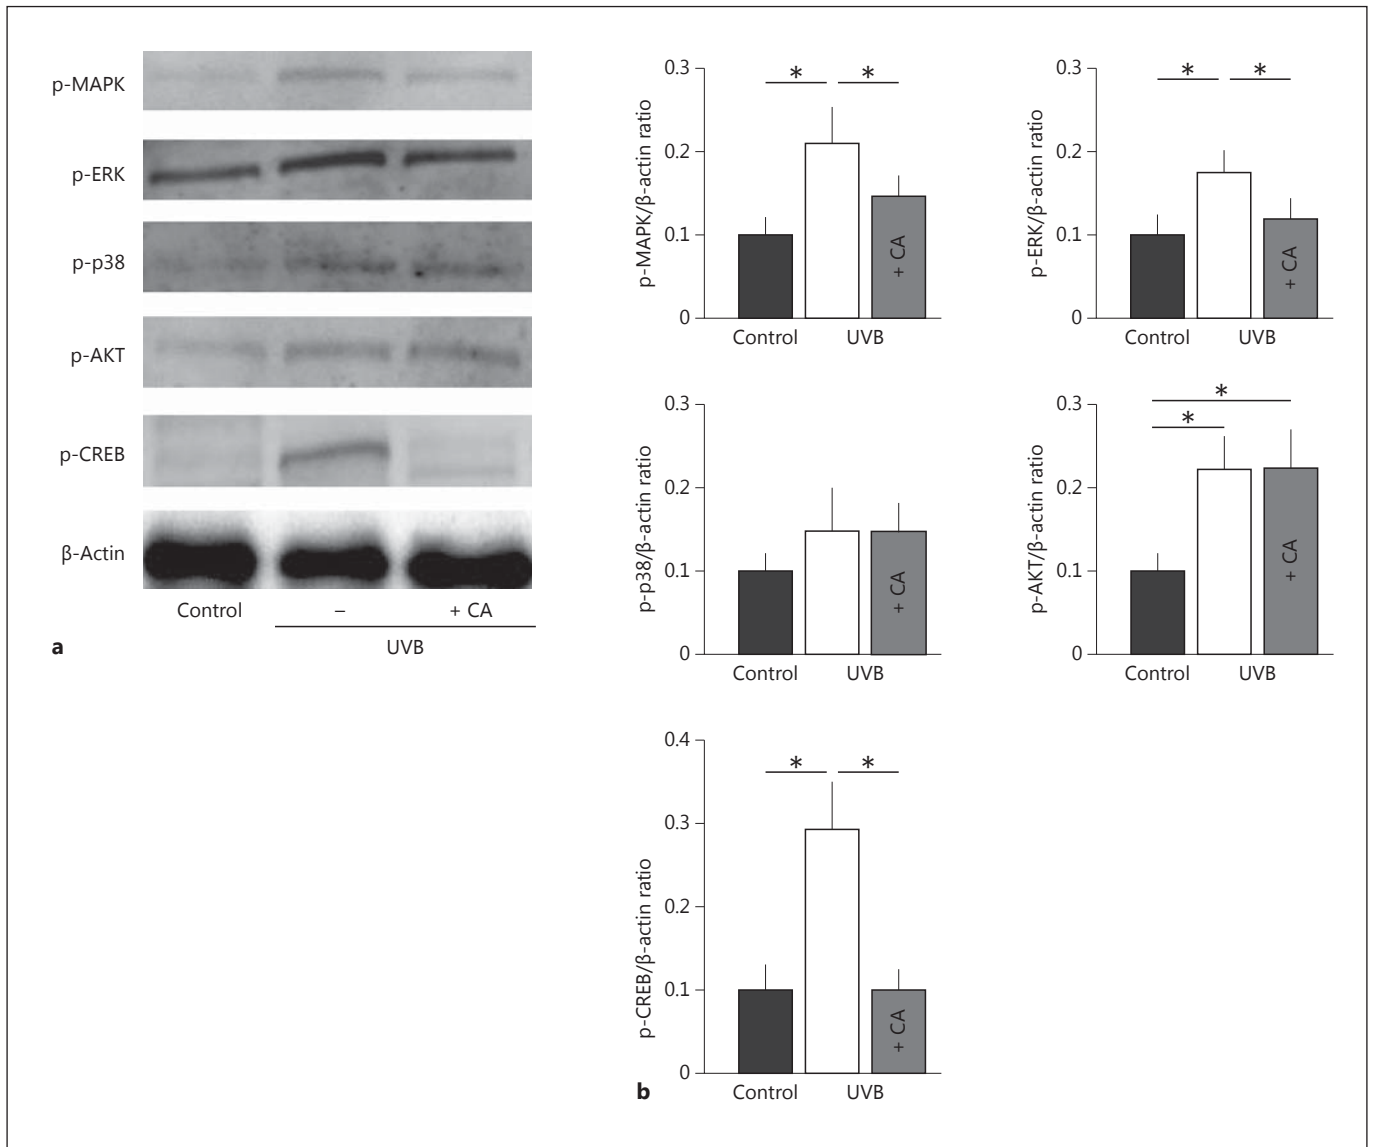 p-MAPK
p-ERK
p-p38
p-AKT
p-CREB
β-Actin
Control – + CA
UVB
a
p-MAPK/β-actin ratio
0.3
0.2
0.1
0
* *
+ CA
Control UVB
p-ERK/β-actin ratio
0.3
0.2
0.1
0
* *
+ CA
Control UVB
p-p38/β-actin ratio
0.3
0.2
0.1
0
+ CA
Control UVB
p-AKT/β-actin ratio
0.3
0.2
0.1
0
*
*
+ CA
Control UVB
p-CREB/β-actin ratio
0.4
0.3
0.2
0.1
0
* *
+ CA
Control UVB
b